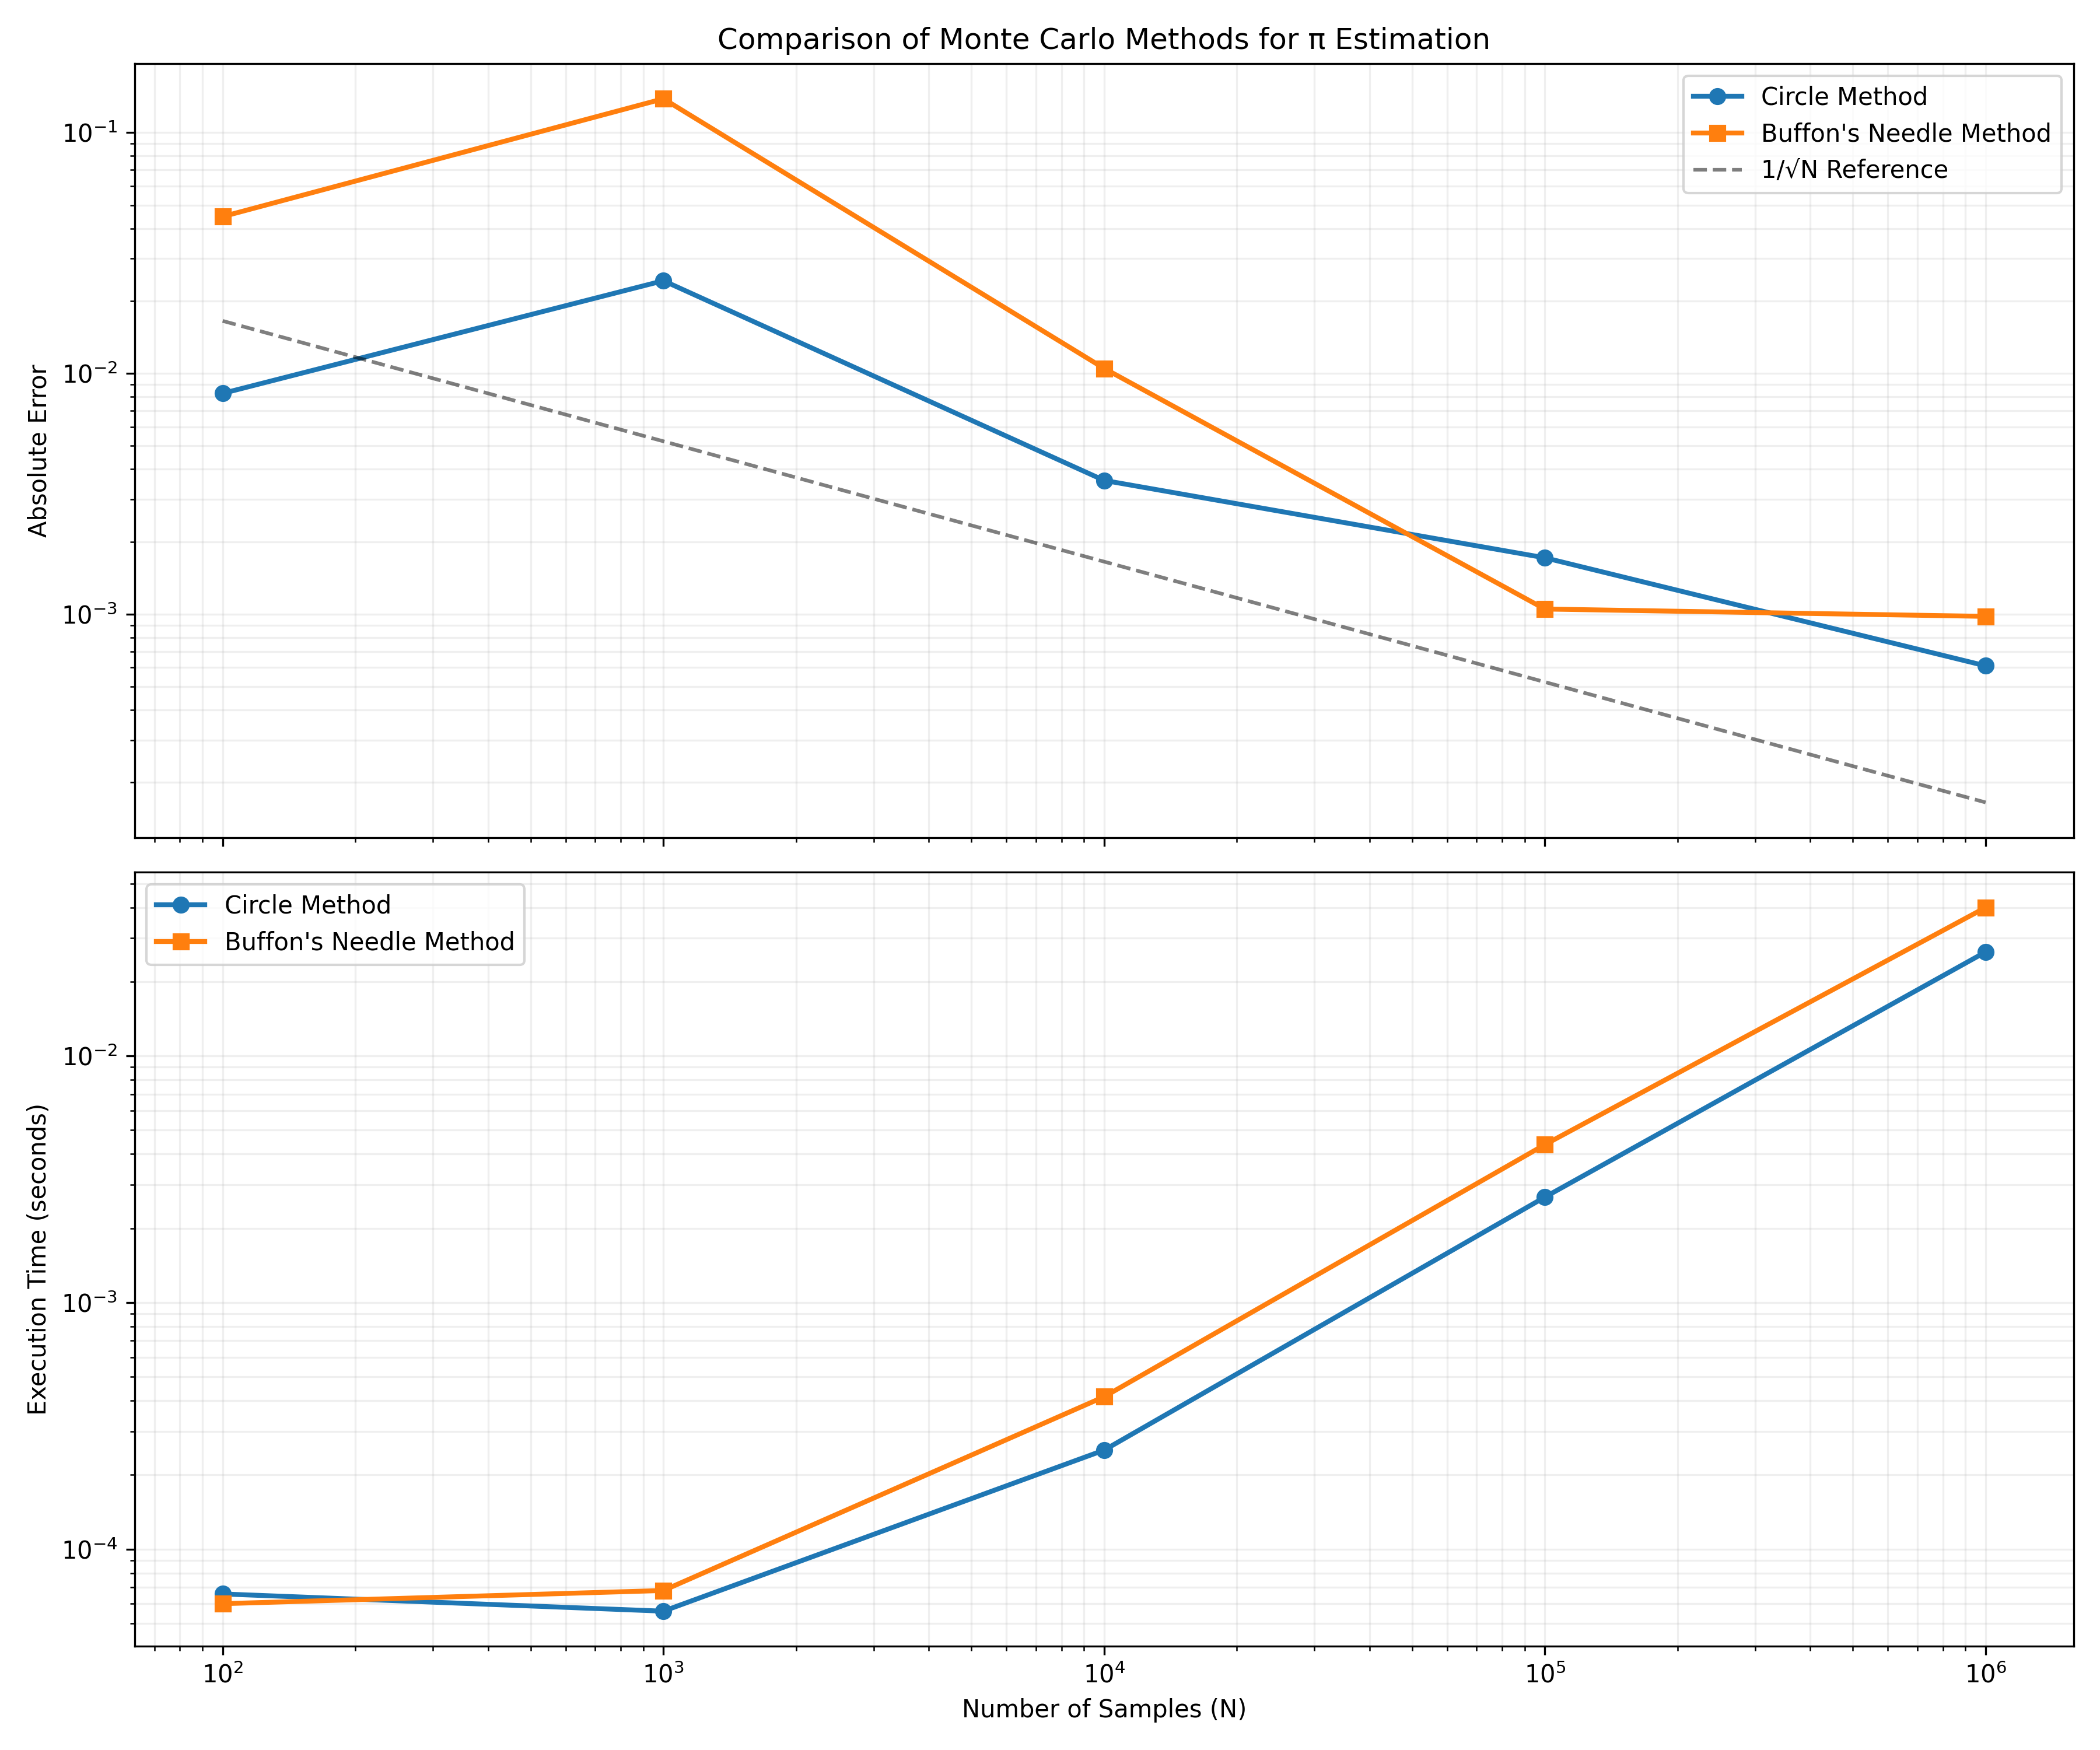 Comparison of Monte Carlo Methods for π Estimation
Circle Method
Buffon's Needle Method
1/√N Reference
10⁻¹
10⁻²
10⁻³
Absolute Error
Circle Method
Buffon's Needle Method
10⁻²
10⁻³
10⁻⁴
Execution Time (seconds)
10² 10³ 10⁴ 10⁵ 10⁶
Number of Samples (N)